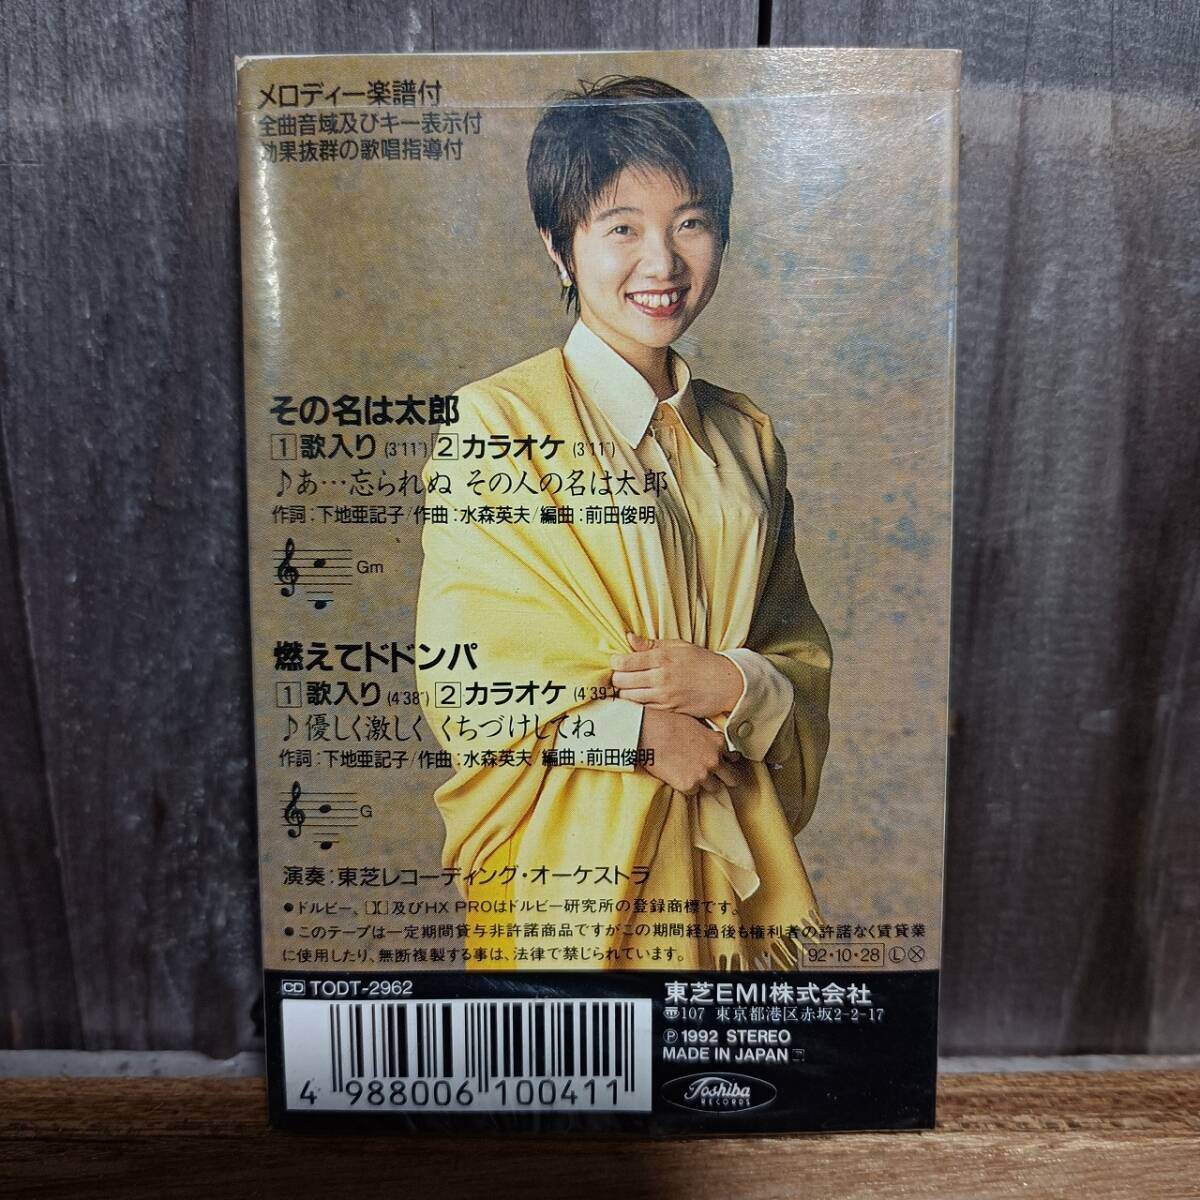 メロディー楽譜付
全曲音域及びキー表示付
効果抜群の歌唱指導付
その名は太郎
1 歌入り (3'11") 2 カラオケ (3'11")
♪あ…忘られぬ その人の名は太郎
作詞:下地亜記子/作曲:水森英夫/編曲:前田俊明
Gm
燃えてドドンパ
1 歌入り (4'38") 2 カラオケ (4'39")
♪優しく激しく くちづけしてね
作詞:下地亜記子/作曲:水森英夫/編曲:前田俊明
G
演奏:東芝レコーディング・オーケストラ
●ドルビー、及びHX PROはドルビー研究所の登録商標です。
●このテープは一定期間貸与非許諾商品ですがこの期間経過後も権利者の許諾なく賃貸業
に使用したり、無断複製する事は、法律で禁じられています。 92・10・28 Ⓛ Ⓧ
CD TODT-2962
4 988006 100411
東芝EMI株式会社
〒107 東京都港区赤坂2-2-17
Ⓟ1992 STEREO
MADE IN JAPAN
Toshiba
RECORDS